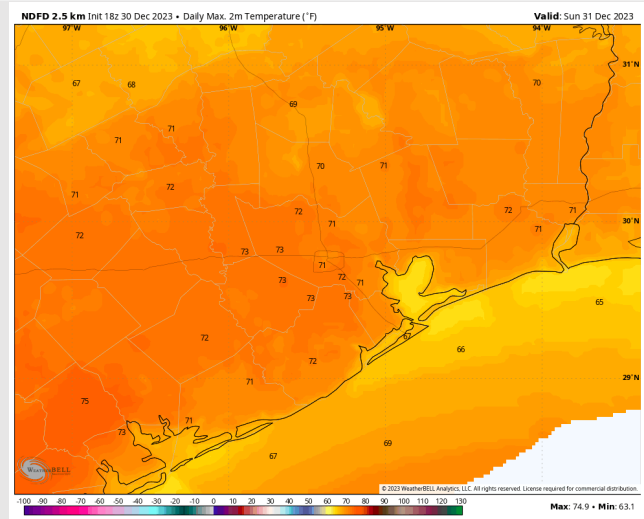 NDFD 2.5 km Init 18z 30 Dec 2023 • Daily Max. 2m Temperature (°F)
Valid: Sun 31 Dec 2023
97°W 96°W 95°W 94°W
31°N
67 68 70
69
71
71
70 71
72
71
72 72 71
71 30°N
72 71
73 73
71
72
73 71
73 73
65
67
72 66
72
71 29°N
75
71
73
69
67
WeatherBELL
© 2023 WeatherBELL Analytics, LLC. All rights reserved. License required for commercial distribution.
-100 -90 -80 -70 -60 -50 -40 -30 -20 -10 0 10 20 30 40 50 60 70 80 90 100 110 120 130
Max: 74.9 • Min: 63.1